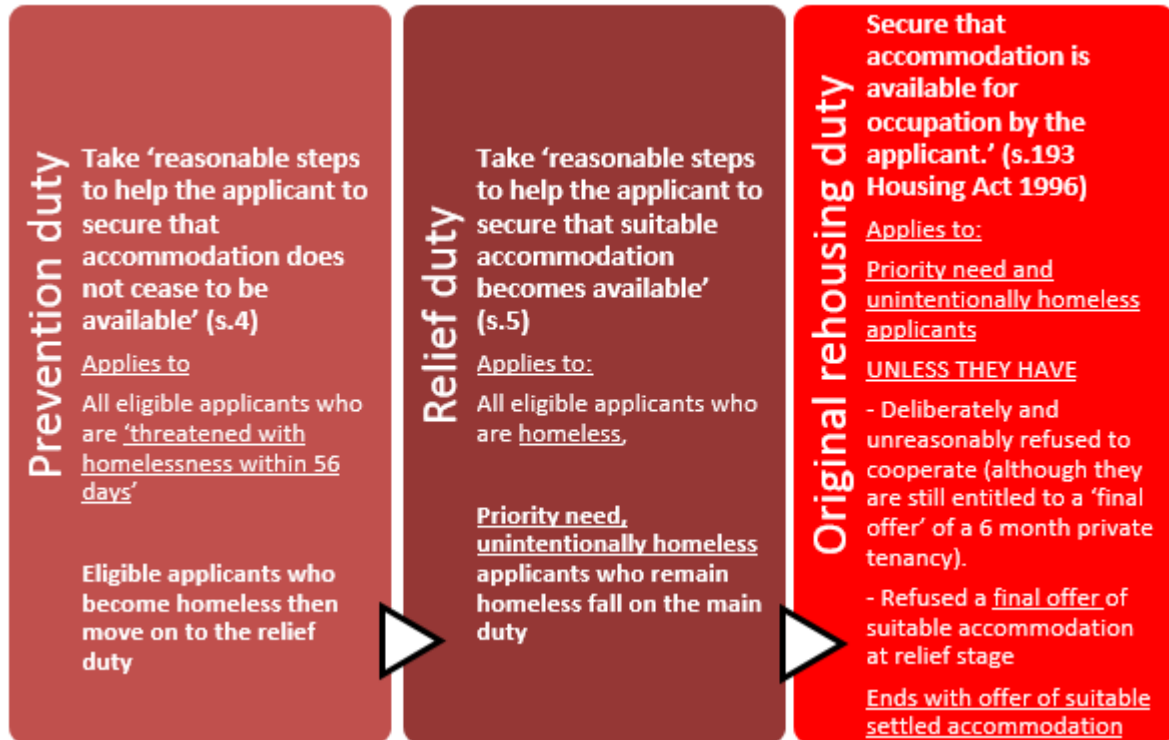 Prevention duty
Take ‘reasonable steps
to help the applicant to
secure that
accommodation does
not cease to be
available’ (s.4)
Applies to
All eligible applicants who
are ‘threatened with
homelessness within 56
days’
Eligible applicants who
become homeless then
move on to the relief
duty
Relief duty
Take ‘reasonable steps
to help the applicant to
secure that suitable
accommodation
becomes available’
(s.5)
Applies to:
All eligible applicants who
are homeless,
Priority need,
unintentionally homeless
applicants who remain
homeless fall on the main
duty
Original rehousing duty
Secure that
accommodation is
available for
occupation by the
applicant.’ (s.193
Housing Act 1996)
Applies to:
Priority need and
unintentionally homeless
applicants
UNLESS THEY HAVE
- Deliberately and
unreasonably refused to
cooperate (although they
are still entitled to a ‘final
offer’ of a 6 month private
tenancy).
- Refused a final offer of
suitable accommodation
at relief stage
Ends with offer of suitable
settled accommodation